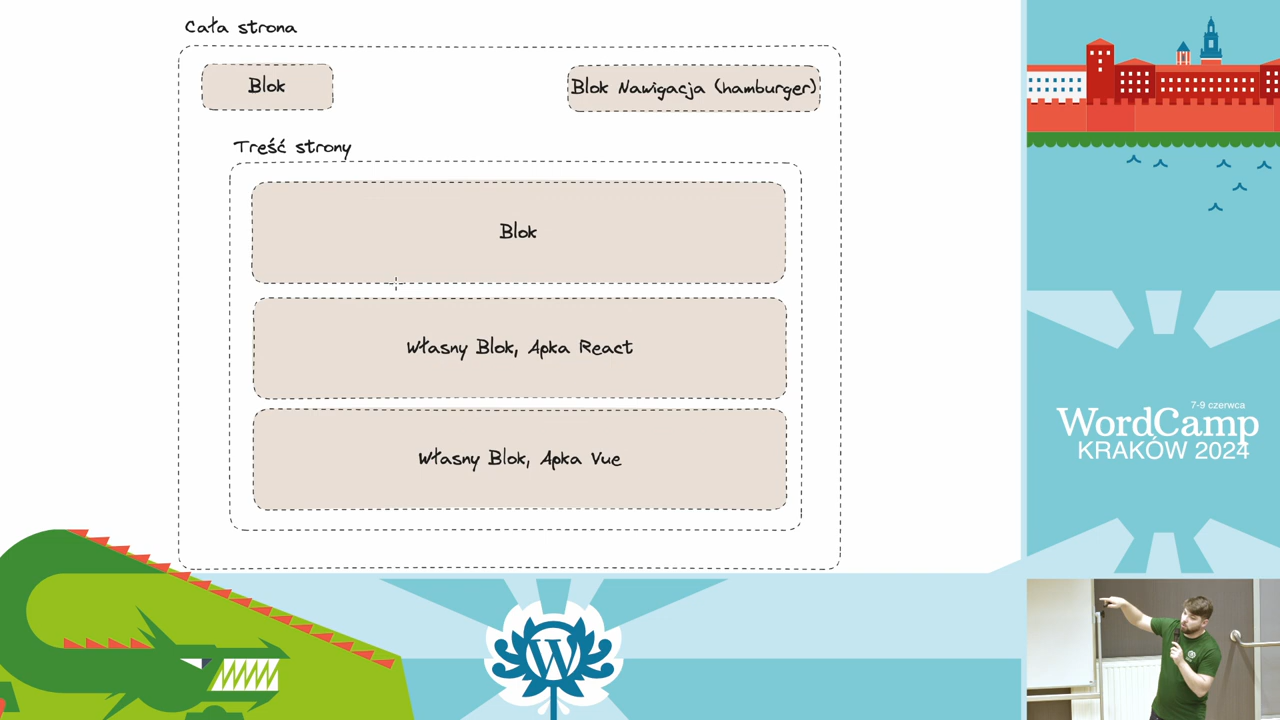 Cała strona
Blok
Blok Nawigacja (hamburger)
Treść strony
Blok
Własny Blok, Apka React
Własny Blok, Apka Vue
7-9 czerwca
WordCamp
KRAKÓW 2024
W